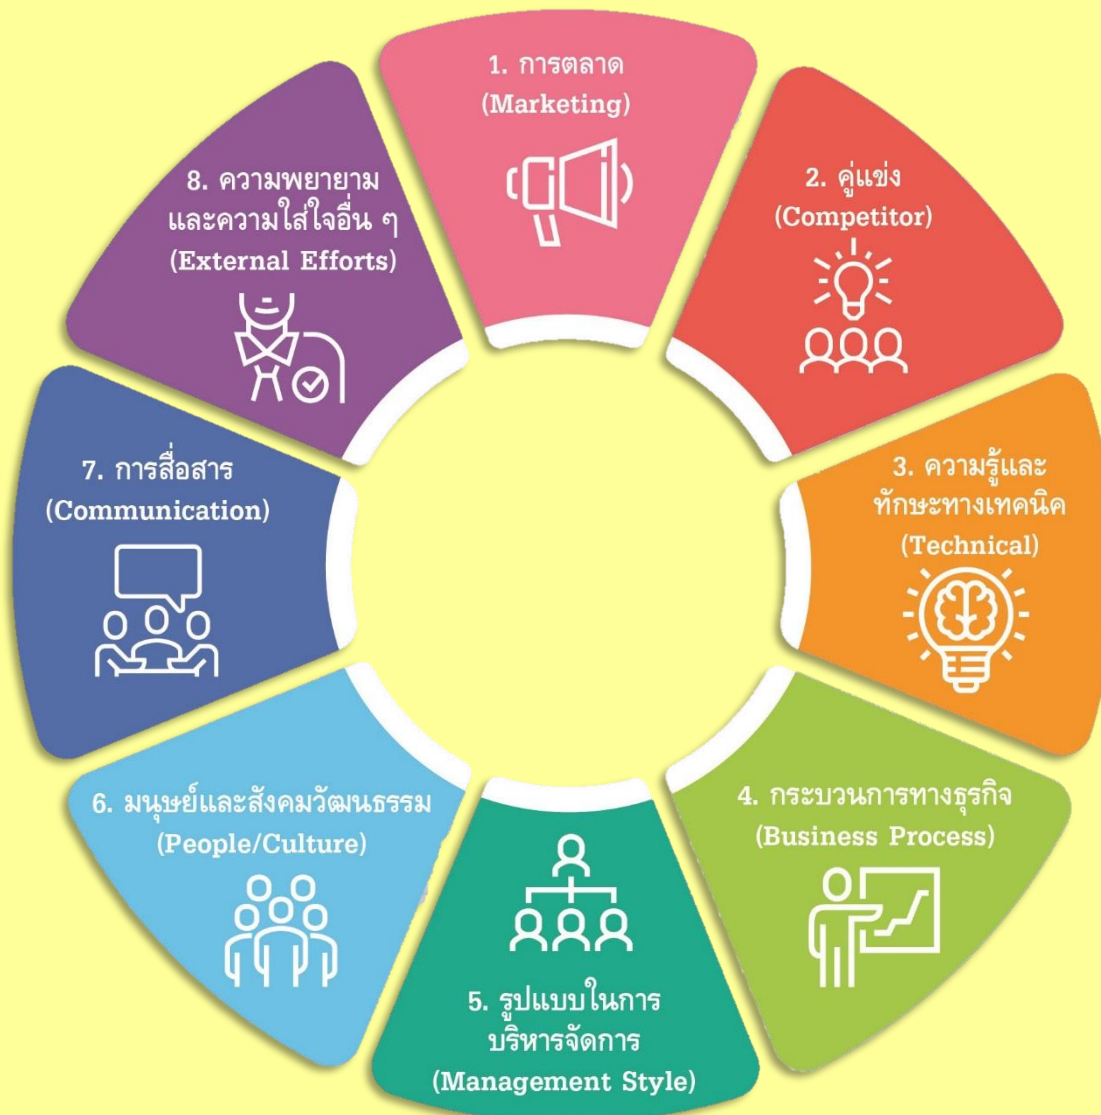 1. การตลาด
(Marketing)
2. คู่แข่ง
(Competitor)
3. ความรู้และ
ทักษะทางเทคนิค
(Technical)
4. กระบวนการทางธุรกิจ
(Business Process)
5. รูปแบบในการ
บริหารจัดการ
(Management Style)
6. มนุษย์และสังคมวัฒนธรรม
(People/Culture)
7. การสื่อสาร
(Communication)
8. ความพยายาม
และความใส่ใจอื่น ๆ
(External Efforts)